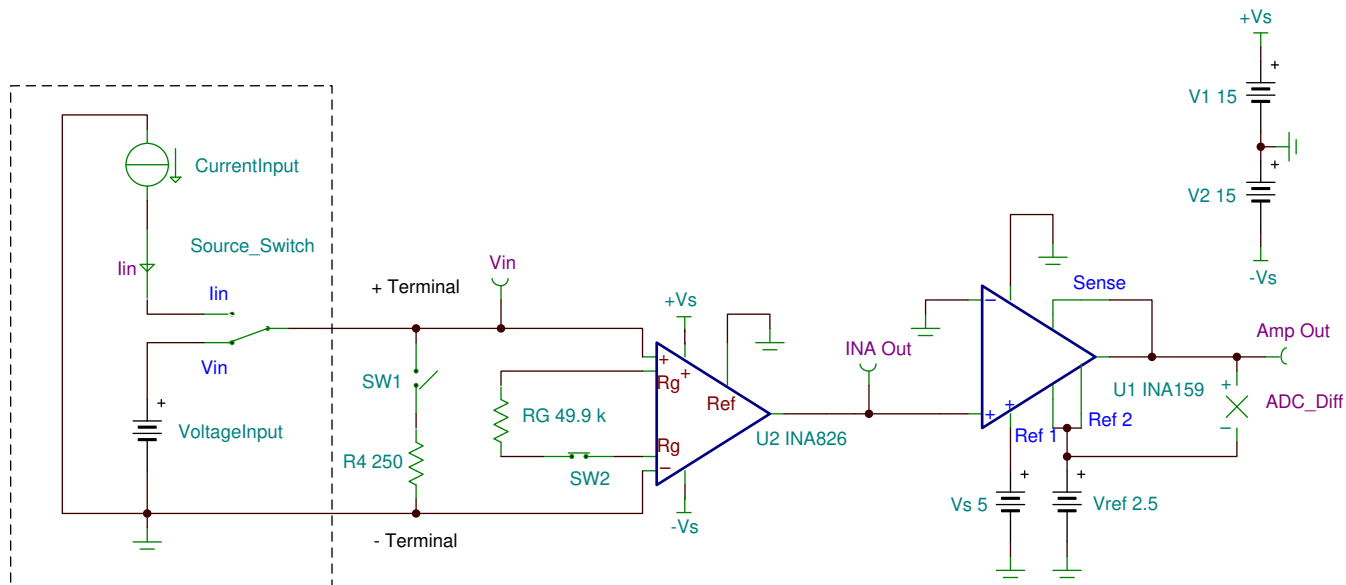 +Vs
+
V1 15
+
V2 15
-Vs
CurrentInput
Source_Switch
Iin
Iin
Vin
+
VoltageInput
+ Terminal
Vin
SW1
R4 250
- Terminal
RG 49.9 k
SW2
+Vs
+
Rg
+
Ref
Rg
−
-Vs
U2 INA826
INA Out
−
Sense
+
+
Ref 1
Ref 2
U1 INA159
Amp Out
+
ADC_Diff
−
Vs 5
+
Vref 2.5
+